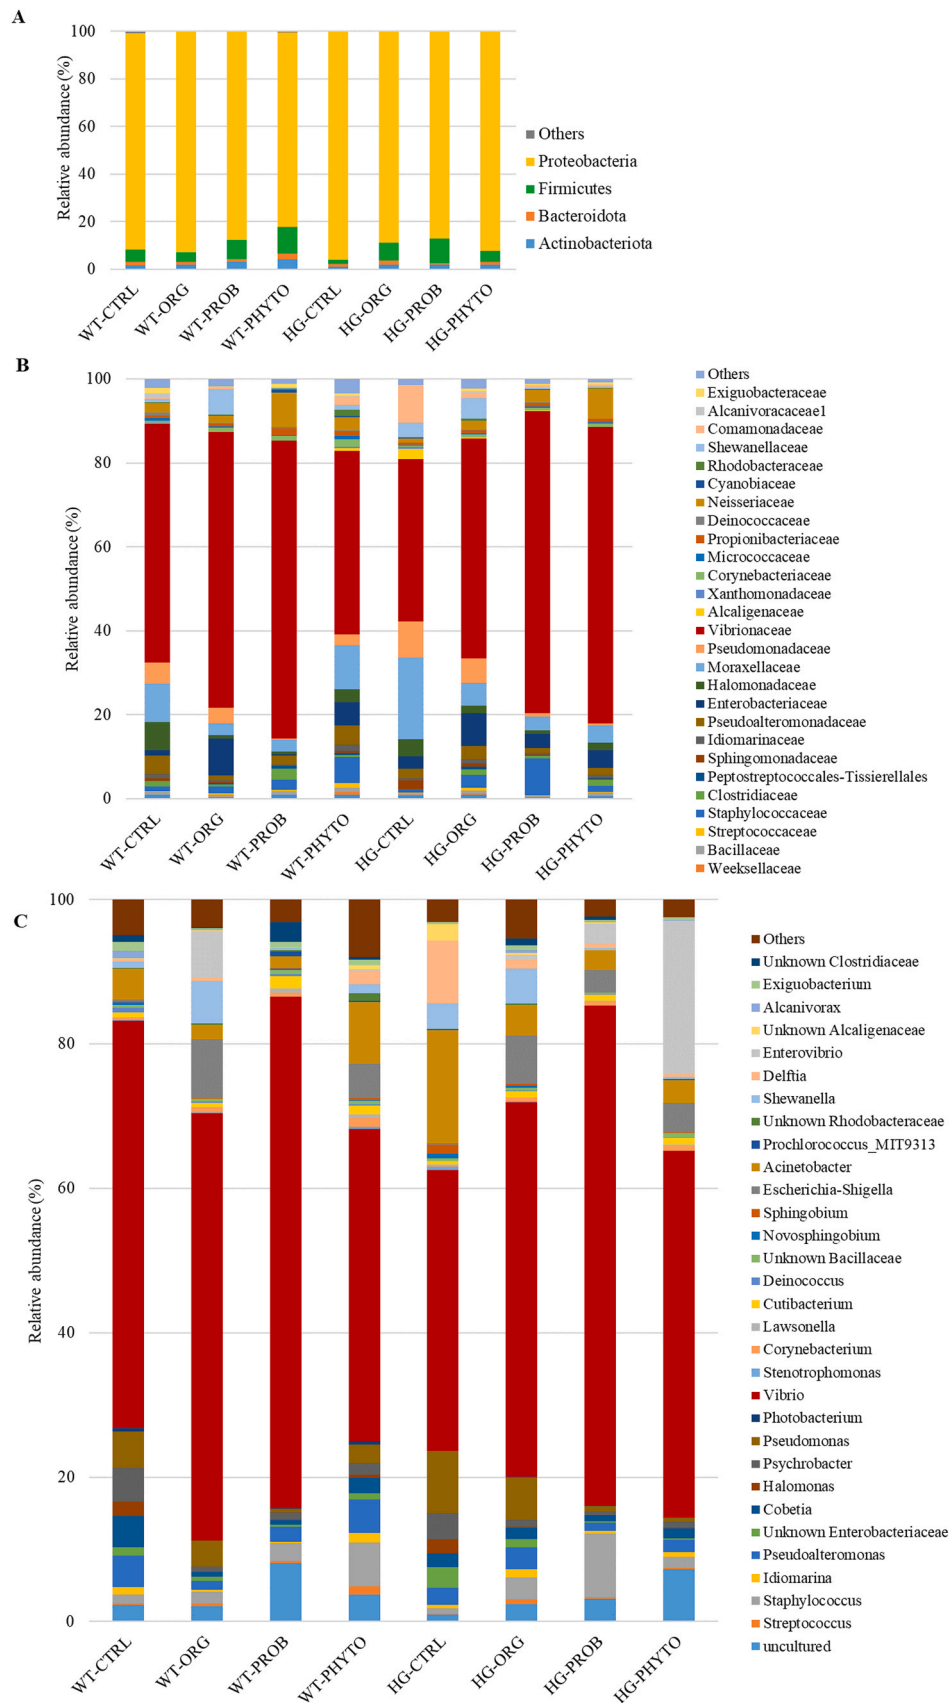 A
Relative abundance (%)
100
80
60
40
20
0
WT-CTRL
WT-ORG
WT-PROB
WT-PHYTO
HG-CTRL
HG-ORG
HG-PROB
HG-PHYTO
Others
Proteobacteria
Firmicutes
Bacteroidota
Actinobacteriota
B
Relative abundance (%)
100
80
60
40
20
0
WT-CTRL
WT-ORG
WT-PROB
WT-PHYTO
HG-CTRL
HG-ORG
HG-PROB
HG-PHYTO
Others
Exiguobacteraceae
Alcanivoracaceae1
Comamonadaceae
Shewanellaceae
Rhodobacteraceae
Cyanobiaceae
Neisseriaceae
Deinococcaceae
Propionibacteriaceae
Micrococcaceae
Corynebacteriaceae
Xanthomonadaceae
Alcaligenaceae
Vibrionaceae
Pseudomonadaceae
Moraxellaceae
Halomonadaceae
Enterobacteriaceae
Pseudoalteromonadaceae
Idiomarinaceae
Sphingomonadaceae
Peptostreptococcales-Tissierellales
Clostridiaceae
Staphylococcaceae
Streptococcaceae
Bacillaceae
Weeksellaceae
C
Relative abundance (%)
100
80
60
40
20
0
WT-CTRL
WT-ORG
WT-PROB
WT-PHYTO
HG-CTRL
HG-ORG
HG-PROB
HG-PHYTO
Others
Unknown Clostridiaceae
Exiguobacterium
Alcanivorax
Unknown Alcaligenaceae
Enterovibrio
Delftia
Shewanella
Unknown Rhodobacteraceae
Prochlorococcus_MIT9313
Acinetobacter
Escherichia-Shigella
Sphingobium
Novosphingobium
Unknown Bacillaceae
Deinococcus
Cutibacterium
Lawsonella
Corynebacterium
Stenotrophomonas
Vibrio
Photobacterium
Pseudomonas
Psychrobacter
Halomonas
Cobetia
Unknown Enterobacteriaceae
Pseudoalteromonas
Idiomarina
Staphylococcus
Streptococcus
uncultured